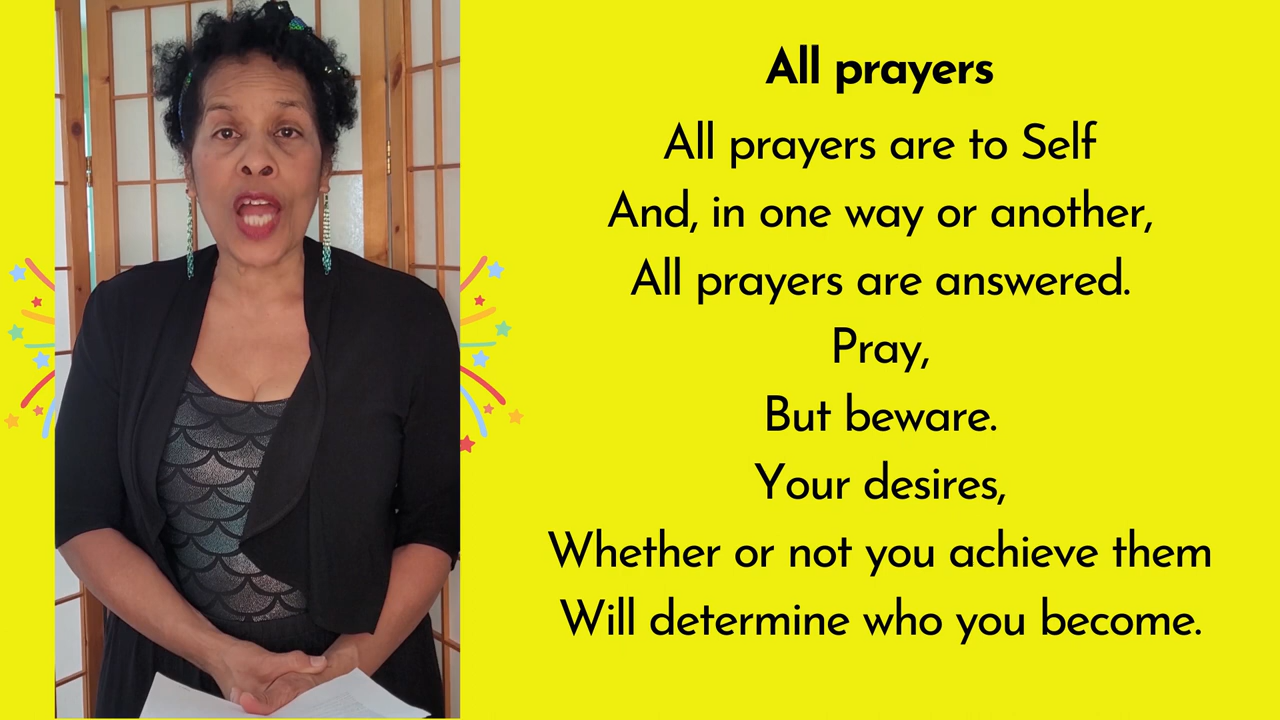 All prayers
All prayers are to Self
And, in one way or another,
All prayers are answered.
Pray,
But beware.
Your desires,
Whether or not you achieve them
Will determine who you become.